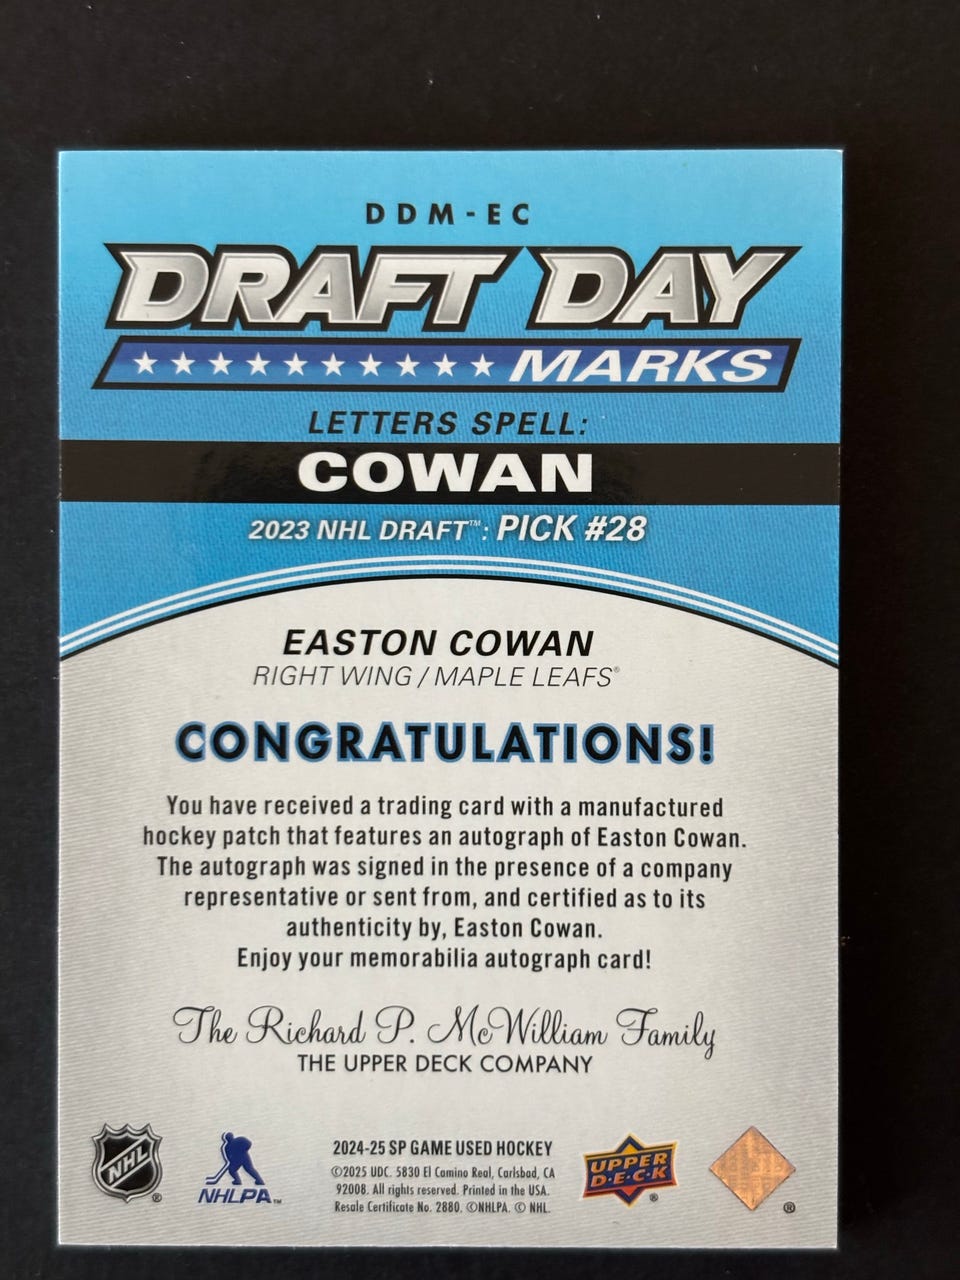 DDM-EC
DRAFT DAY
MARKS
LETTERS SPELL:
COWAN
2023 NHL DRAFT™: PICK #28
EASTON COWAN
RIGHT WING / MAPLE LEAFS®
CONGRATULATIONS!
You have received a trading card with a manufactured
hockey patch that features an autograph of Easton Cowan.
The autograph was signed in the presence of a company
representative or sent from, and certified as to its
authenticity by, Easton Cowan.
Enjoy your memorabilia autograph card!
The Richard P. McWilliam Family
THE UPPER DECK COMPANY
NHL ®
NHLPA™
2024-25 SP GAME USED HOCKEY
©2025 UDC. 5830 El Camino Real, Carlsbad, CA
92008. All rights reserved. Printed in the USA.
Resale Certificate No. 2880. ©NHLPA. © NHL.
UPPER
D·E·C·K
®
®